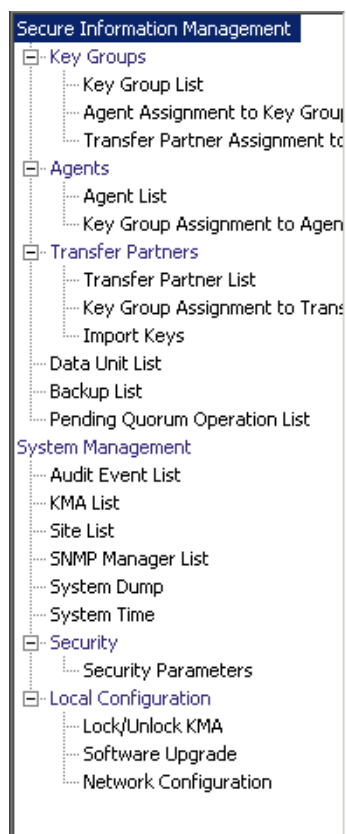 Secure Information Management
Key Groups
Key Group List
Agent Assignment to Key
Transfer Partner Assignment
Agents
Agent List
Key Group Assignment to
Transfer Partners
Transfer Partner List
Key Group Assignment to
Import Keys
Data Unit List
Backup List
Pending Quorum Operation List
System Management
Audit Event List
KMA List
Site List
SNMP Manager List
System Dump
System Time
Security
Security Parameters
Local Configuration
Lock/Unlock KMA
Software Upgrade
Network Configuration